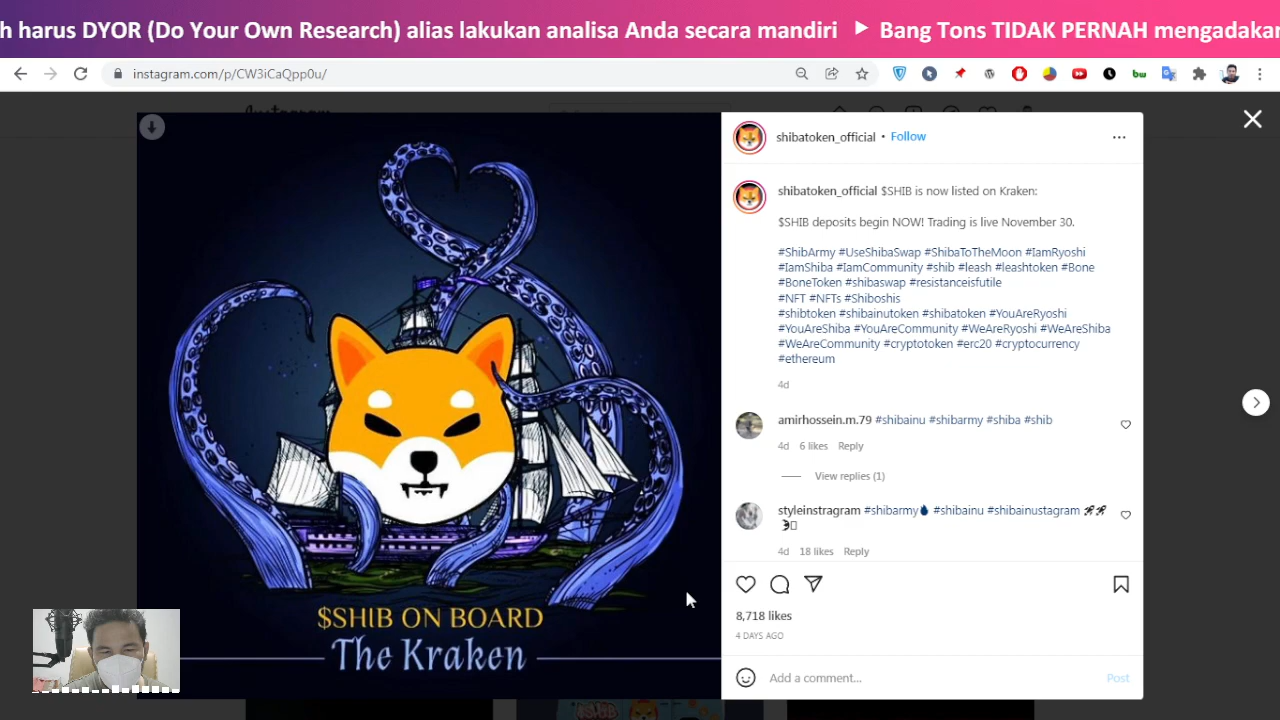 h harus DYOR (Do Your Own Research) alias lakukan analisa Anda secara mandiri ▶ Bang Tons TIDAK PERNAH mengadakan
instagram.com/p/CW3iCaQpp0u/
shibatoken_official • Follow
shibatoken_official $SHIB is now listed on Kraken:
$SHIB deposits begin NOW! Trading is live November 30.
#ShibArmy #UseShibaSwap #ShibaToTheMoon #IamRyoshi
#IamShiba #IamCommunity #shib #leash #leashtoken #Bone
#BoneToken #shibaswap #resistanceisfutile
#NFT #NFTs #Shiboshis
#shibtoken #shibainutoken #shibatoken #YouAreRyoshi
#YouAreShiba #YouAreCommunity #WeAreRyoshi #WeAreShiba
#WeAreCommunity #cryptotoken #erc20 #cryptocurrency
#ethereum
4d
amirhossein.m.79 #shibainu #shibarmy #shiba #shib
4d 6 likes Reply
View replies (1)
styleinstragram #shibarmy #shibainu #shibainustagram
4d 18 likes Reply
8,718 likes
4 DAYS AGO
Add a comment... Post
$SHIB ON BOARD
The Kraken